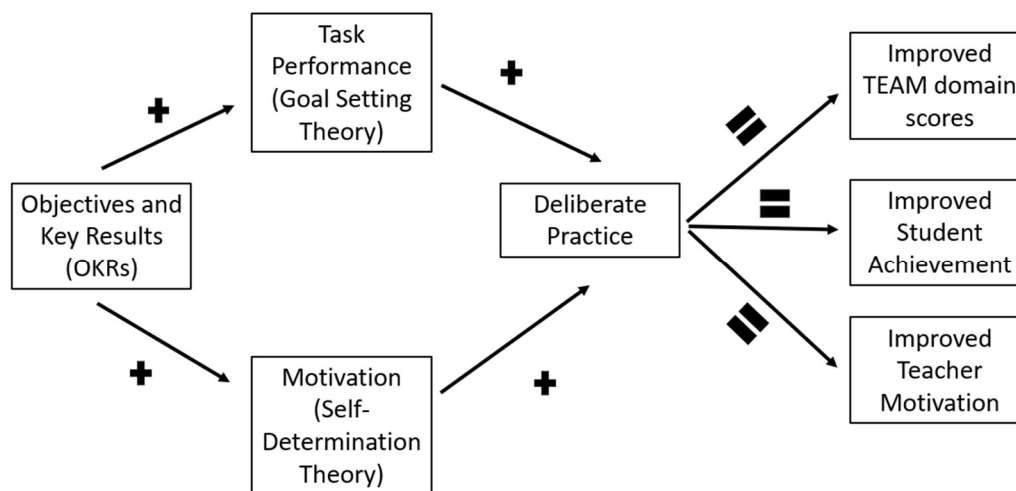 Objectives and
Key Results
(OKRs)
+
+
Task
Performance
(Goal Setting
Theory)
Motivation
(Self-
Determination
Theory)
+
+
Deliberate
Practice
=
=
=
Improved
TEAM domain
scores
Improved
Student
Achievement
Improved
Teacher
Motivation